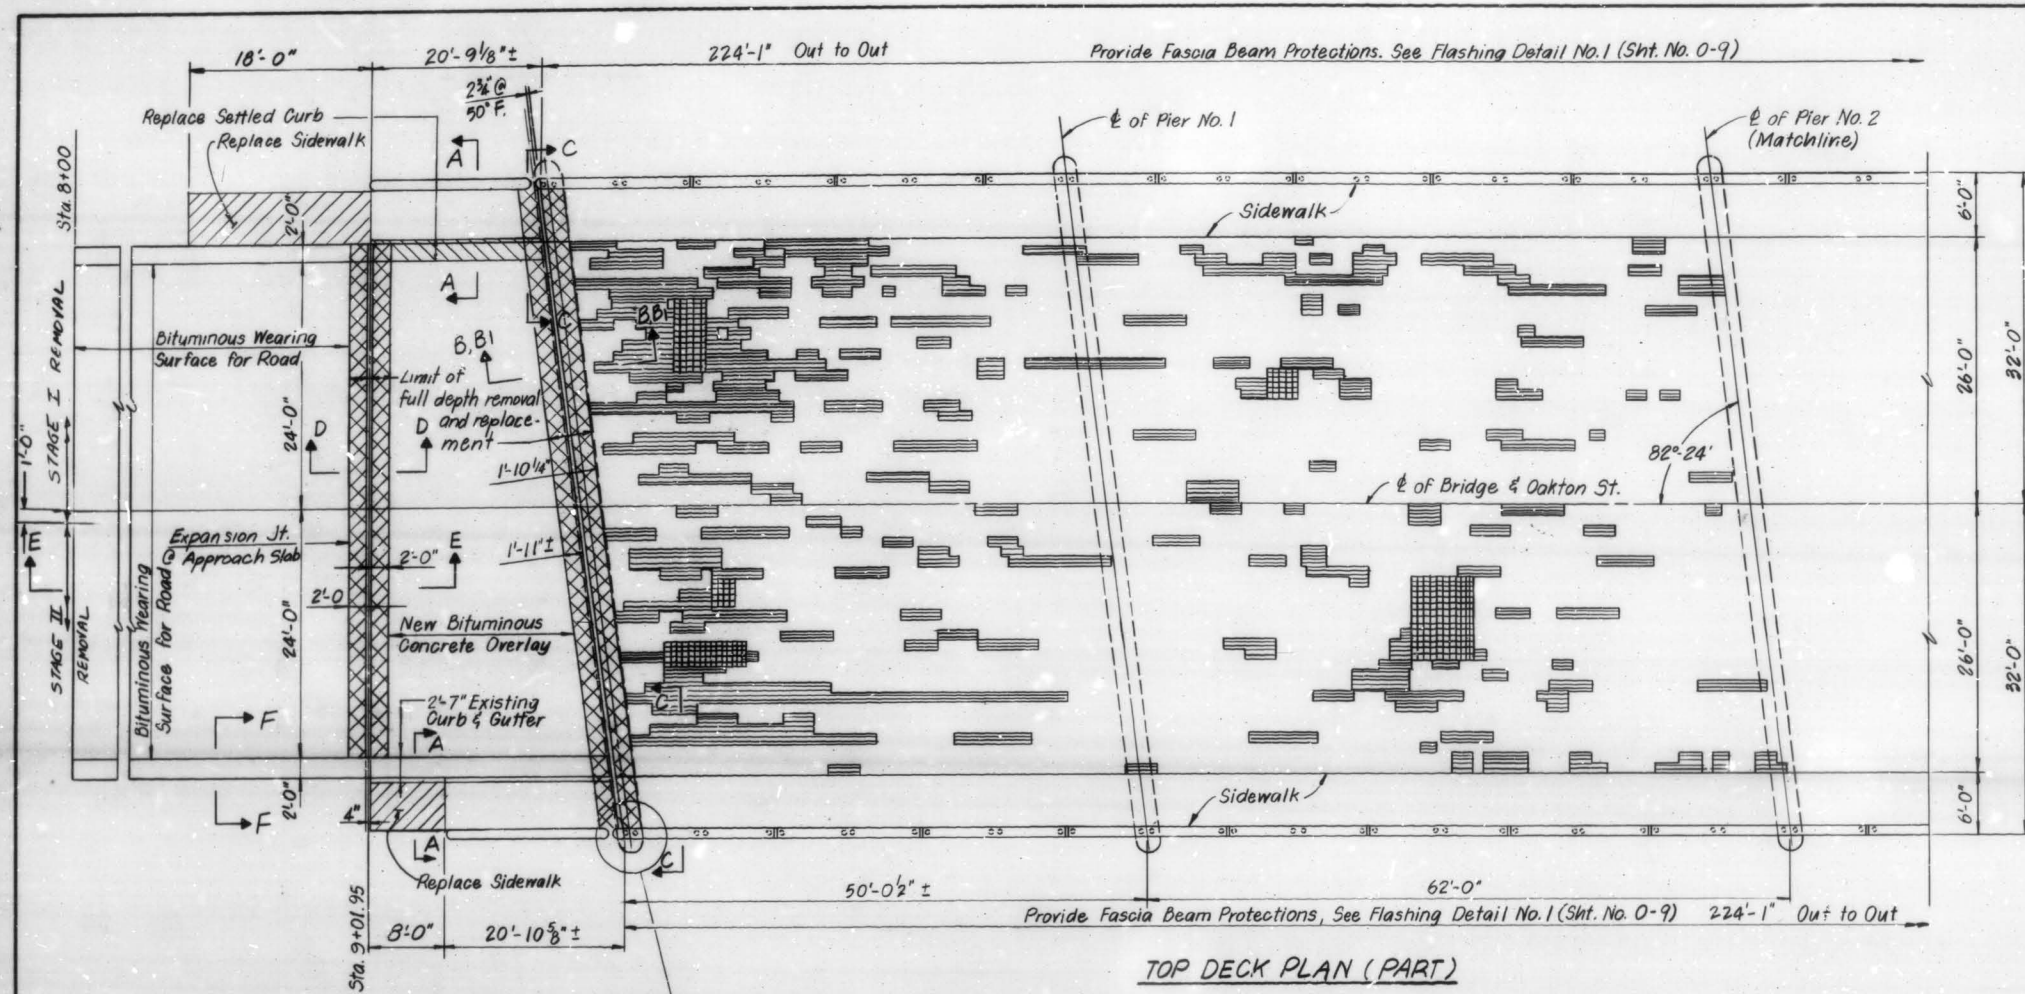 18'-0"
20'-9 1/8" ±
224'-1" Out to Out
Provide Fascia Beam Protections. See Flashing Detail No. 1 (Sht. No. 0-9)
2 3/4" @
50° F.
Replace Settled Curb
Replace Sidewalk
℄ of Pier No. 1
℄ of Pier No. 2
(Matchline)
A
C
Sta. 8+00
2'-0"
Sidewalk
6'-0"
A
C
B, B1
B, B1
STAGE I REMOVAL
Bituminous Wearing
Surface for Road
Limit of
full depth removal
and replace-
ment
24'-0"
D
D
1'-10 1/4"
26'-0"
32'-0"
82°-24'
1'-0"
℄ of Bridge & Oakton St.
E
Expansion Jt.
@ Approach Slab
2'-0"
E
1'-11" ±
2'-0
STAGE III
REMOVAL
Bituminous Wearing
Surface for Road
24'-0"
New Bituminous
Concrete Overlay
26'-0"
32'-0"
C
2'-7" Existing
Curb & Gutter
F
A
2'-0"
F
4"
Sidewalk
6'-0"
A
C
Replace Sidewalk
Sta. 9+01.95
50'-0 1/2" ±
62'-0"
8'-0"
20'-10 5/8" ±
Provide Fascia Beam Protections, See Flashing Detail No. 1 (Sht. No. 0-9)
224'-1" Out to Out
TOP DECK PLAN (PART)